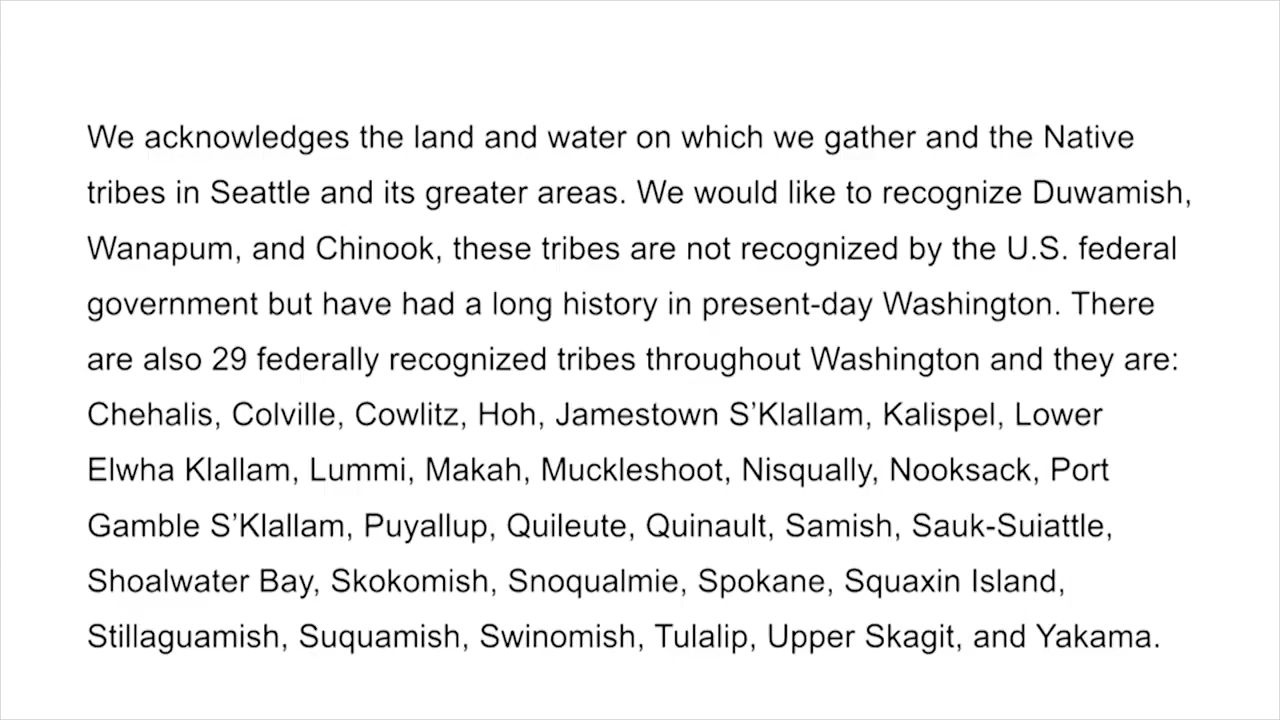 We acknowledges the land and water on which we gather and the Native
tribes in Seattle and its greater areas. We would like to recognize Duwamish,
Wanapum, and Chinook, these tribes are not recognized by the U.S. federal
government but have had a long history in present-day Washington. There
are also 29 federally recognized tribes throughout Washington and they are:
Chehalis, Colville, Cowlitz, Hoh, Jamestown S’Klallam, Kalispel, Lower
Elwha Klallam, Lummi, Makah, Muckleshoot, Nisqually, Nooksack, Port
Gamble S’Klallam, Puyallup, Quileute, Quinault, Samish, Sauk-Suiattle,
Shoalwater Bay, Skokomish, Snoqualmie, Spokane, Squaxin Island,
Stillaguamish, Suquamish, Swinomish, Tulalip, Upper Skagit, and Yakama.